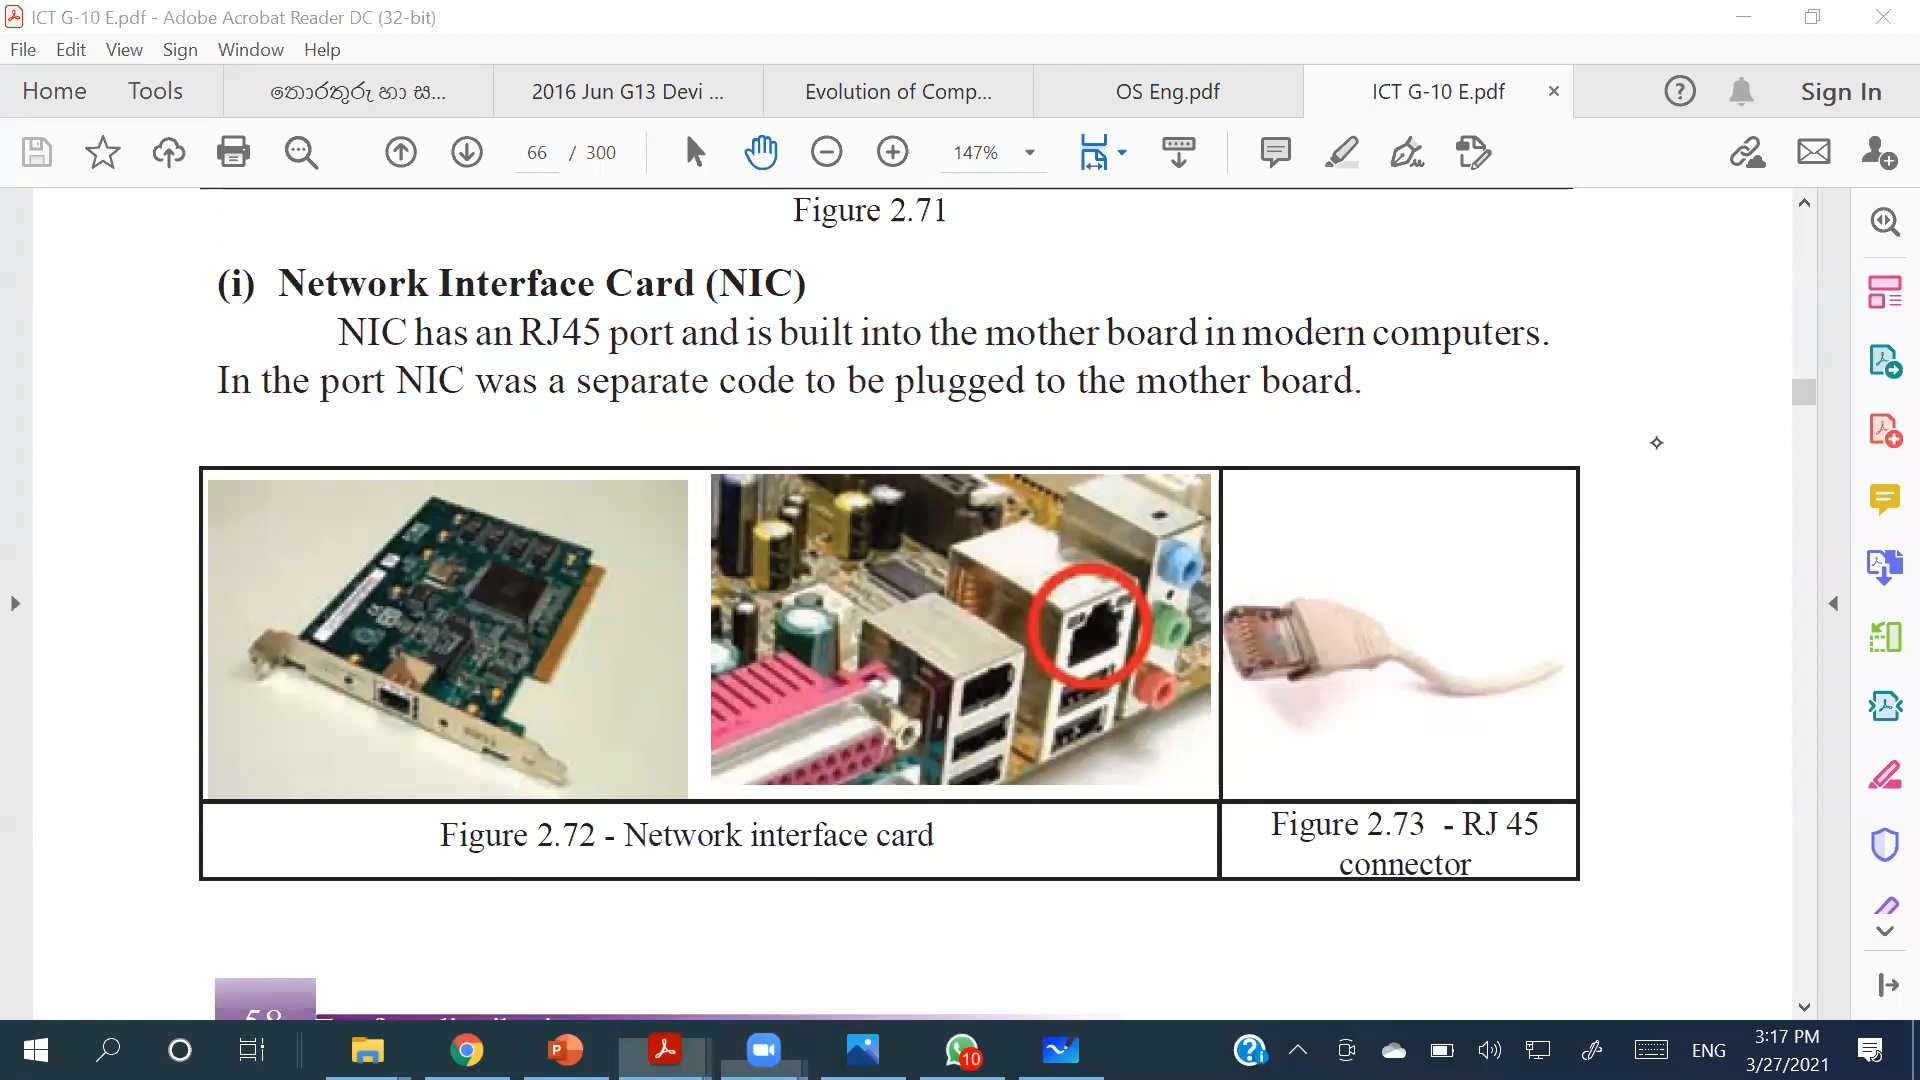 ICT G-10 E.pdf - Adobe Acrobat Reader DC (32-bit)
File Edit View Sign Window Help
Home Tools තොරතුරු හා ස... 2016 Jun G13 Devi ... Evolution of Comp... OS Eng.pdf ICT G-10 E.pdf Sign In
66 / 300 147%
Figure 2.71
(i) Network Interface Card (NIC)
NIC has an RJ45 port and is built into the mother board in modern computers.
In the port NIC was a separate code to be plugged to the mother board.
Figure 2.72 - Network interface card
Figure 2.73 - RJ 45
connector
58
10
ENG
3:17 PM
3/27/2021